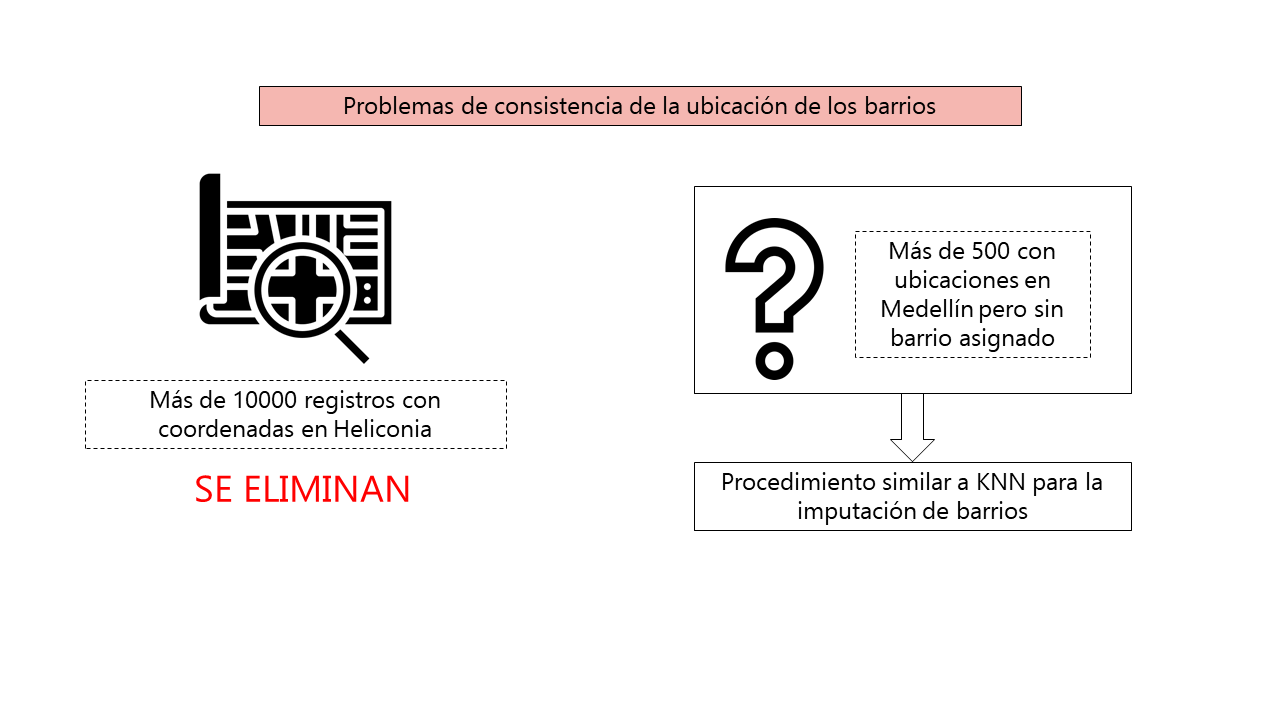 Problemas de consistencia de la ubicación de los barrios
Más de 10000 registros con
coordenadas en Heliconia
SE ELIMINAN
Más de 500 con
ubicaciones en
Medellín pero sin
barrio asignado
Procedimiento similar a KNN para la
imputación de barrios